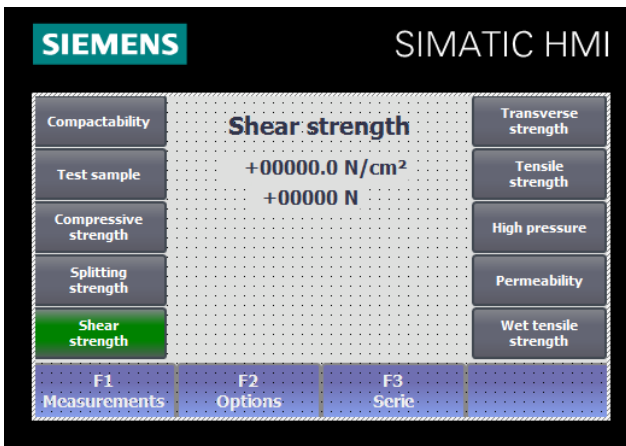 SIEMENS
SIMATIC HMI
Compactability
Test sample
Compressive
strength
Splitting
strength
Shear
strength
Shear strength
+00000.0 N/cm²
+00000 N
Transverse
strength
Tensile
strength
High pressure
Permeability
Wet tensile
strength
F1
Measurements
F2
Options
F3
Serie